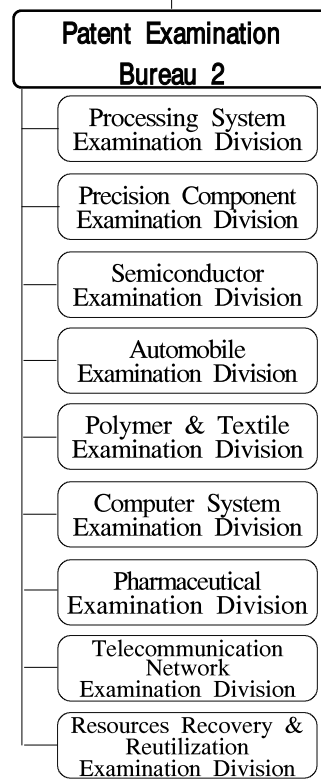 Patent Examination
Bureau 2
Processing System
Examination Division
Precision Component
Examination Division
Semiconductor
Examination Division
Automobile
Examination Division
Polymer & Textile
Examination Division
Computer System
Examination Division
Pharmaceutical
Examination Division
Telecommunication
Network
Examination Division
Resources Recovery &
Reutilization
Examination Division